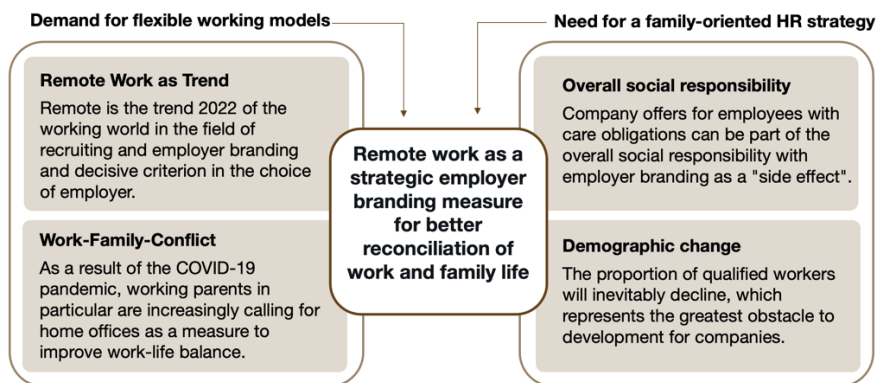 Demand for flexible working models
Need for a family-oriented HR strategy
Remote Work as Trend
Remote is the trend 2022 of the
working world in the field of
recruiting and employer branding
and decisive criterion in the choice
of employer.
Work-Family-Conflict
As a result of the COVID-19
pandemic, working parents in
particular are increasingly calling for
home offices as a measure to
improve work-life balance.
Remote work as a
strategic employer
branding measure
for better
reconciliation of
work and family life
Overall social responsibility
Company offers for employees with
care obligations can be part of the
overall social responsibility with
employer branding as a "side effect".
Demographic change
The proportion of qualified workers
will inevitably decline, which
represents the greatest obstacle to
development for companies.